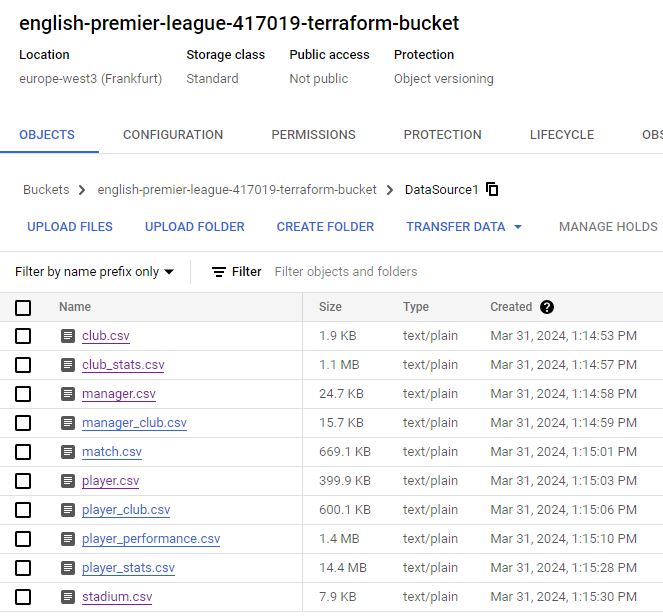 english-premier-league-417019-terraform-bucket
Location Storage class Public access Protection
europe-west3 (Frankfurt) Standard Not public Object versioning
OBJECTS CONFIGURATION PERMISSIONS PROTECTION LIFECYCLE OBS
Buckets > english-premier-league-417019-terraform-bucket > DataSource1
UPLOAD FILES UPLOAD FOLDER CREATE FOLDER TRANSFER DATA MANAGE HOLDS
Filter by name prefix only Filter Filter objects and folders
Name Size Type Created ?
club.csv 1.9 KB text/plain Mar 31, 2024, 1:14:53 PM
club_stats.csv 1.1 MB text/plain Mar 31, 2024, 1:14:57 PM
manager.csv 24.7 KB text/plain Mar 31, 2024, 1:14:58 PM
manager_club.csv 15.7 KB text/plain Mar 31, 2024, 1:14:59 PM
match.csv 669.1 KB text/plain Mar 31, 2024, 1:15:01 PM
player.csv 399.9 KB text/plain Mar 31, 2024, 1:15:03 PM
player_club.csv 600.1 KB text/plain Mar 31, 2024, 1:15:06 PM
player_performance.csv 1.4 MB text/plain Mar 31, 2024, 1:15:10 PM
player_stats.csv 14.4 MB text/plain Mar 31, 2024, 1:15:28 PM
stadium.csv 7.9 KB text/plain Mar 31, 2024, 1:15:30 PM